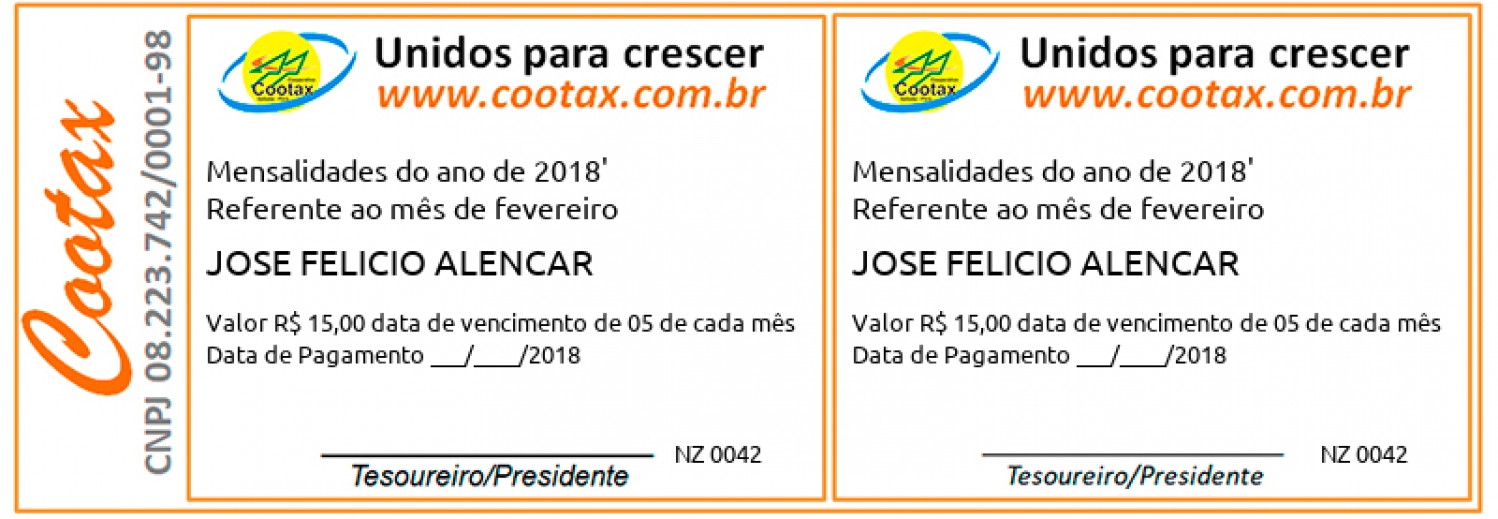 Cootax
CNPJ 08.223.742/0001-98
Cooperativa
Cootax
Unidos para crescer
www.cootax.com.br
Mensalidades do ano de 2018'
Referente ao mês de fevereiro
JOSE FELICIO ALENCAR
Valor R$ 15,00 data de vencimento de 05 de cada mês
Data de Pagamento ___/____/2018
NZ 0042
Tesoureiro/Presidente
Cooperativa
Cootax
Unidos para crescer
www.cootax.com.br
Mensalidades do ano de 2018'
Referente ao mês de fevereiro
JOSE FELICIO ALENCAR
Valor R$ 15,00 data de vencimento de 05 de cada mês
Data de Pagamento ___/____/2018
NZ 0042
Tesoureiro/Presidente